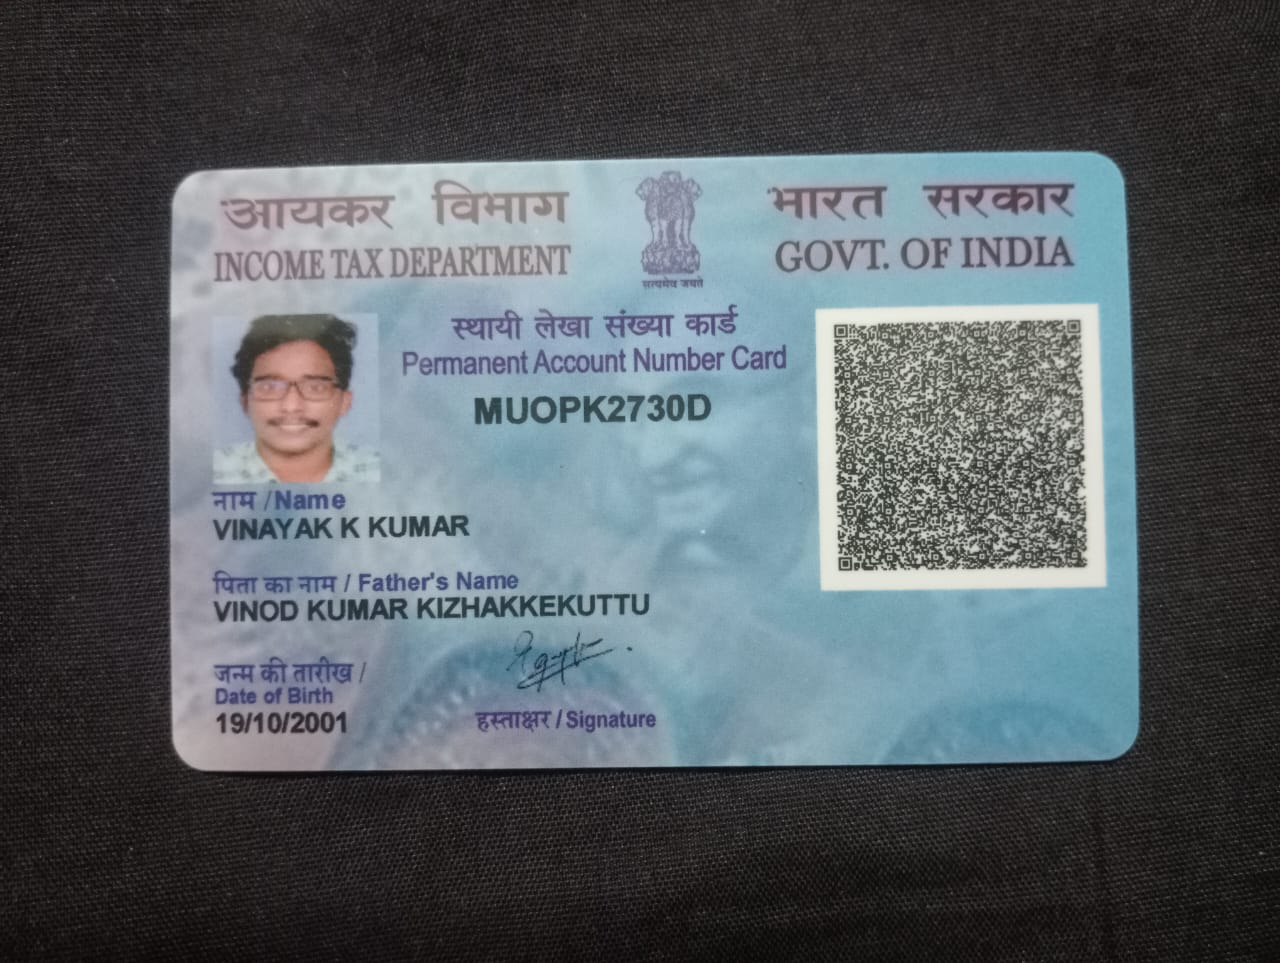 आयकर विभाग
INCOME TAX DEPARTMENT
सत्यमेव जयते
भारत सरकार
GOVT. OF INDIA
स्थायी लेखा संख्या कार्ड
Permanent Account Number Card
MUOPK2730D
नाम /Name
VINAYAK K KUMAR
पिता का नाम / Father's Name
VINOD KUMAR KIZHAKKEKUTTU
जन्म की तारीख /
Date of Birth
19/10/2001
हस्ताक्षर / Signature